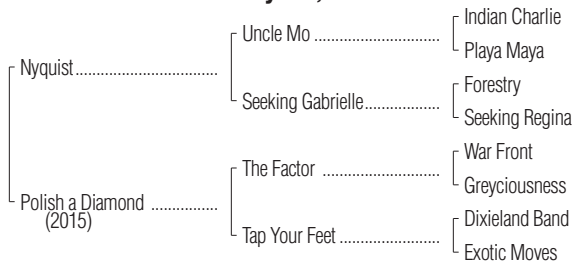 Indian Charlie
Uncle Mo ..................
Playa Maya
Nyquist...............................
Forestry
Seeking Gabrielle..................
Seeking Regina
War Front
The Factor ..................
Greyciousness
Polish a Diamond ..............
(2015)
Dixieland Band
Tap Your Feet ......................
Exotic Moves